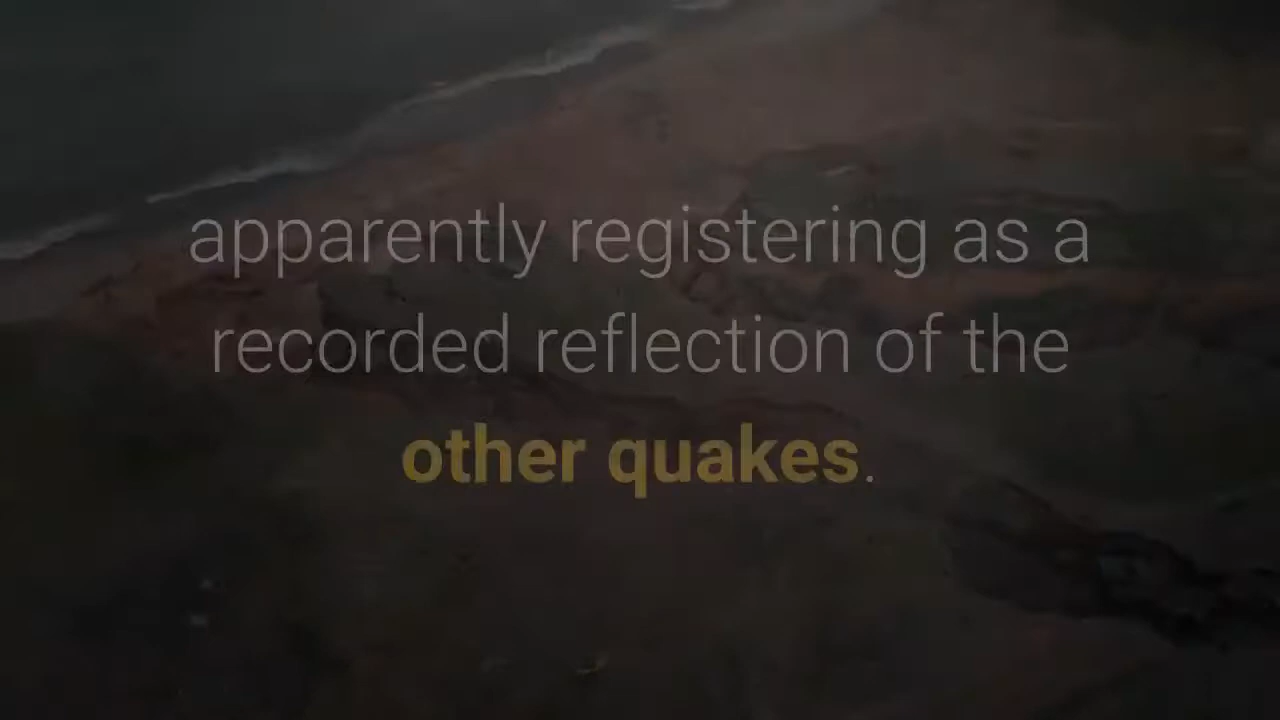 apparently registering as a
recorded reflection of the
other quakes.